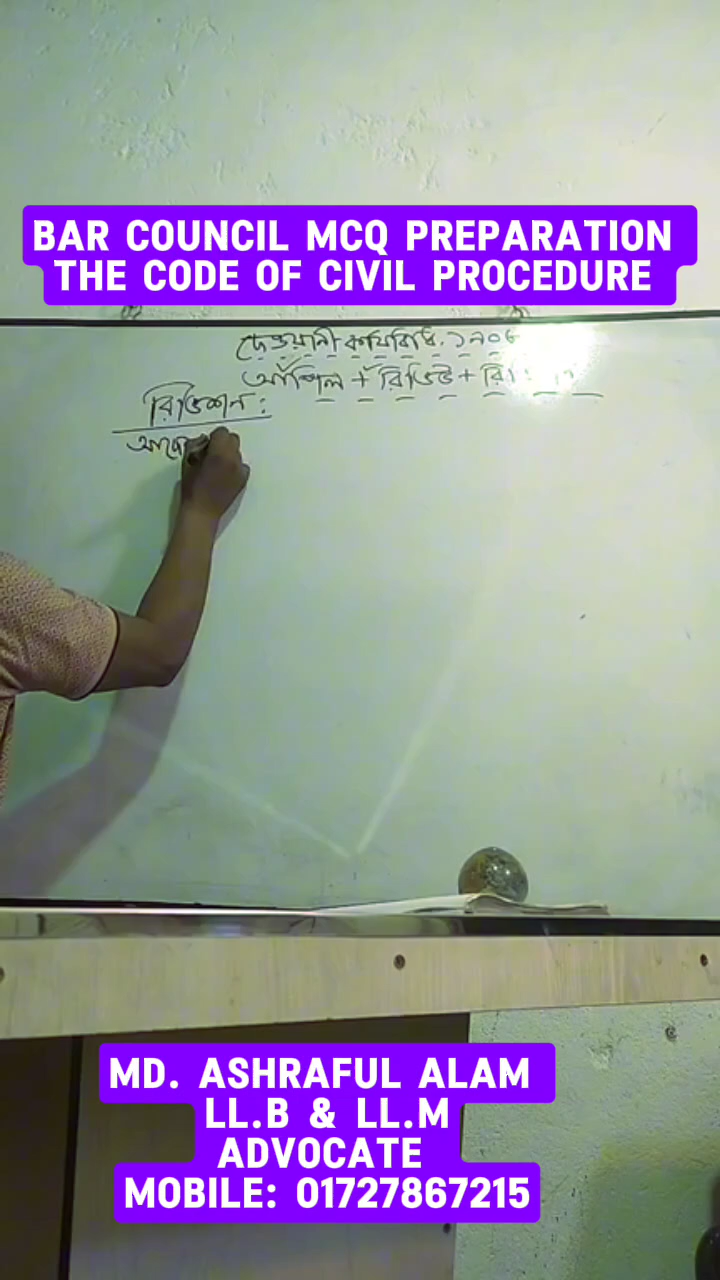 BAR COUNCIL MCQ PREPARATION
THE CODE OF CIVIL PROCEDURE
দেওয়ানী কার্যবিধি, ১৯০৮
আপিল + রিভিউ +
রিভিশন:
MD. ASHRAFUL ALAM
LL.B & LL.M
ADVOCATE
MOBILE: 01727867215